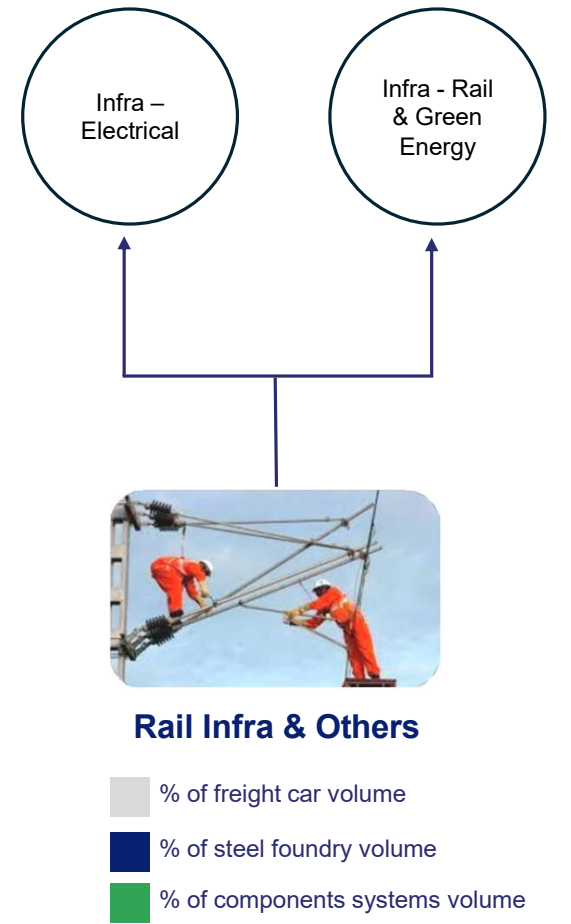 Infra –
Electrical
Infra - Rail
& Green
Energy
Rail Infra & Others
% of freight car volume
% of steel foundry volume
% of components systems volume